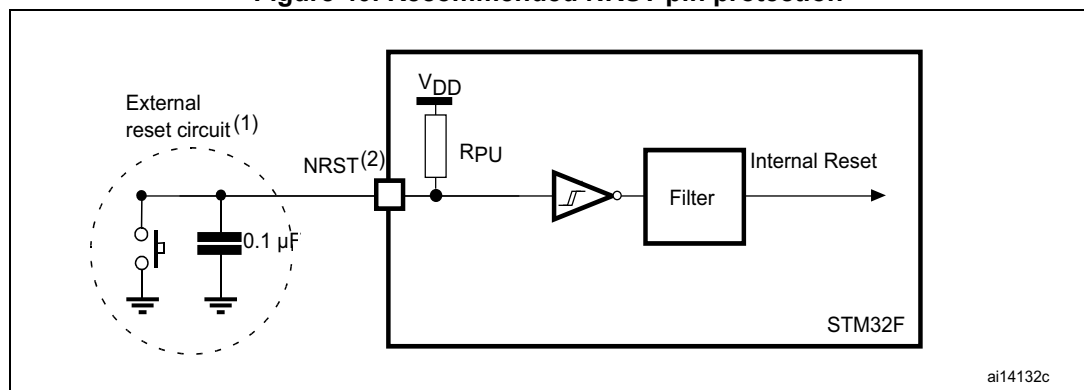 Figure 40. Recommended NRST pin protection
VDD
External
reset circuit(1)
NRST(2)
RPU
Internal Reset
Filter
0.1 μF
STM32F
ai14132c